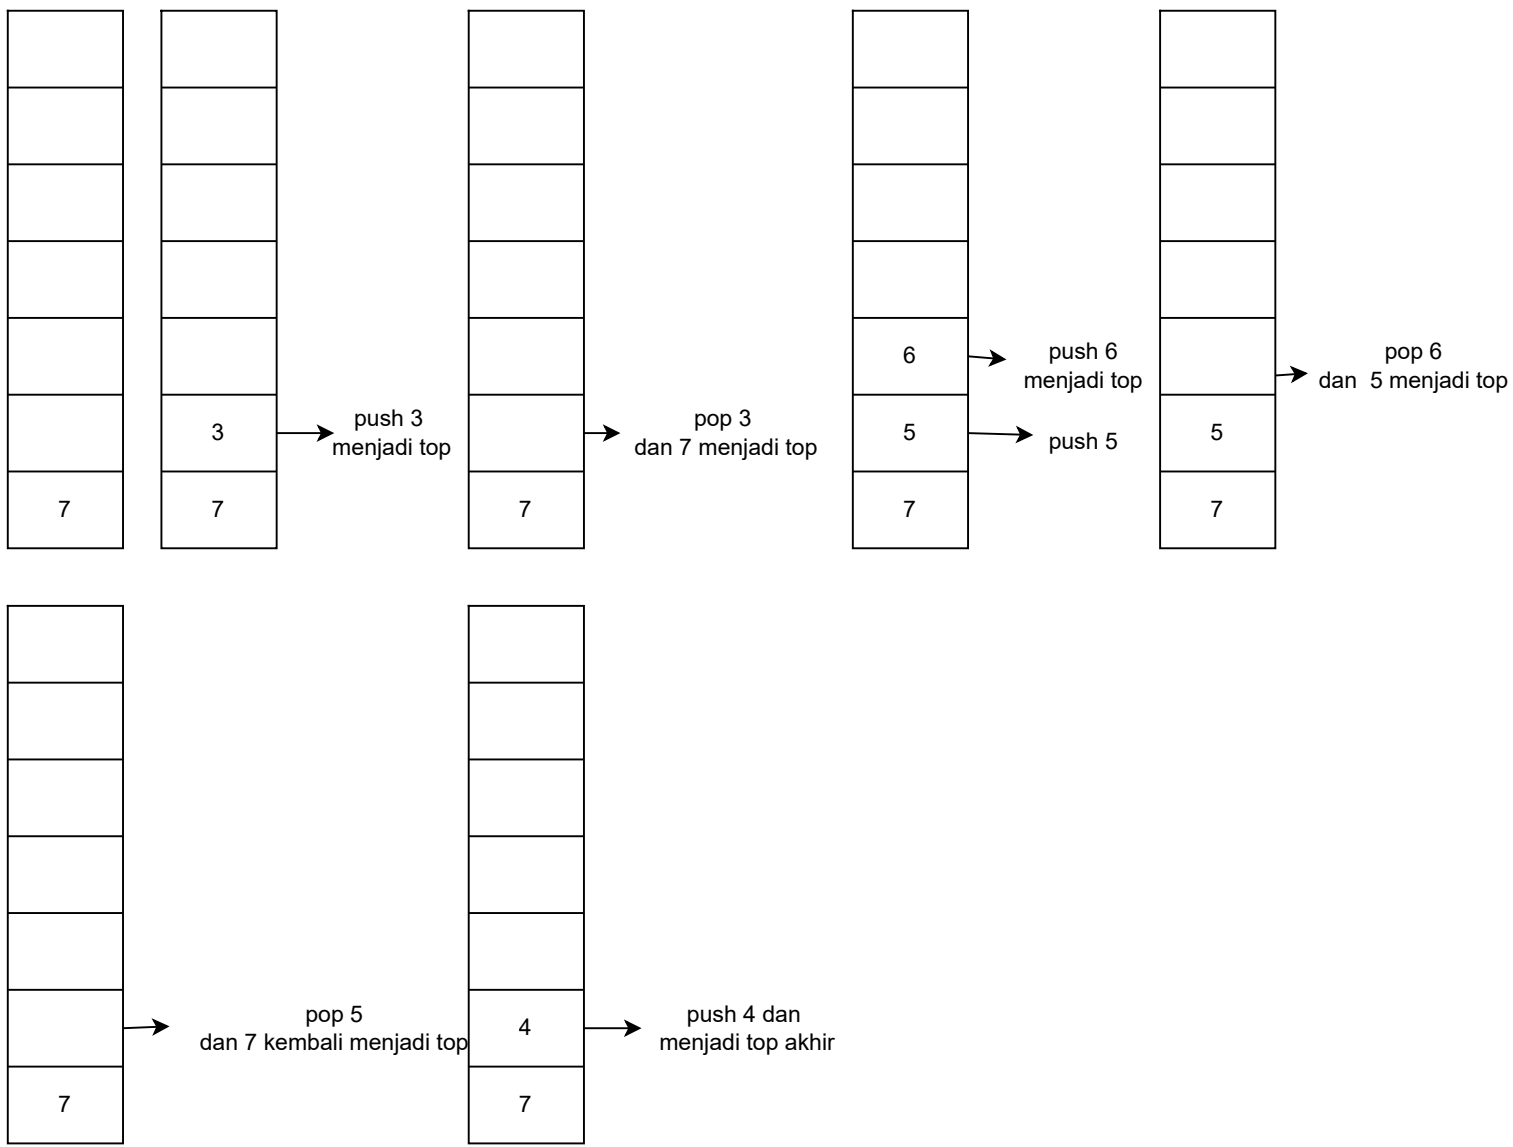 6
push 6
menjadi top
pop 6
dan 5 menjadi top
3
push 3
menjadi top
pop 3
dan 7 menjadi top
5
push 5
5
7
7
7
7
7
pop 5
dan 7 kembali menjadi top
4
push 4 dan
menjadi top akhir
7
7